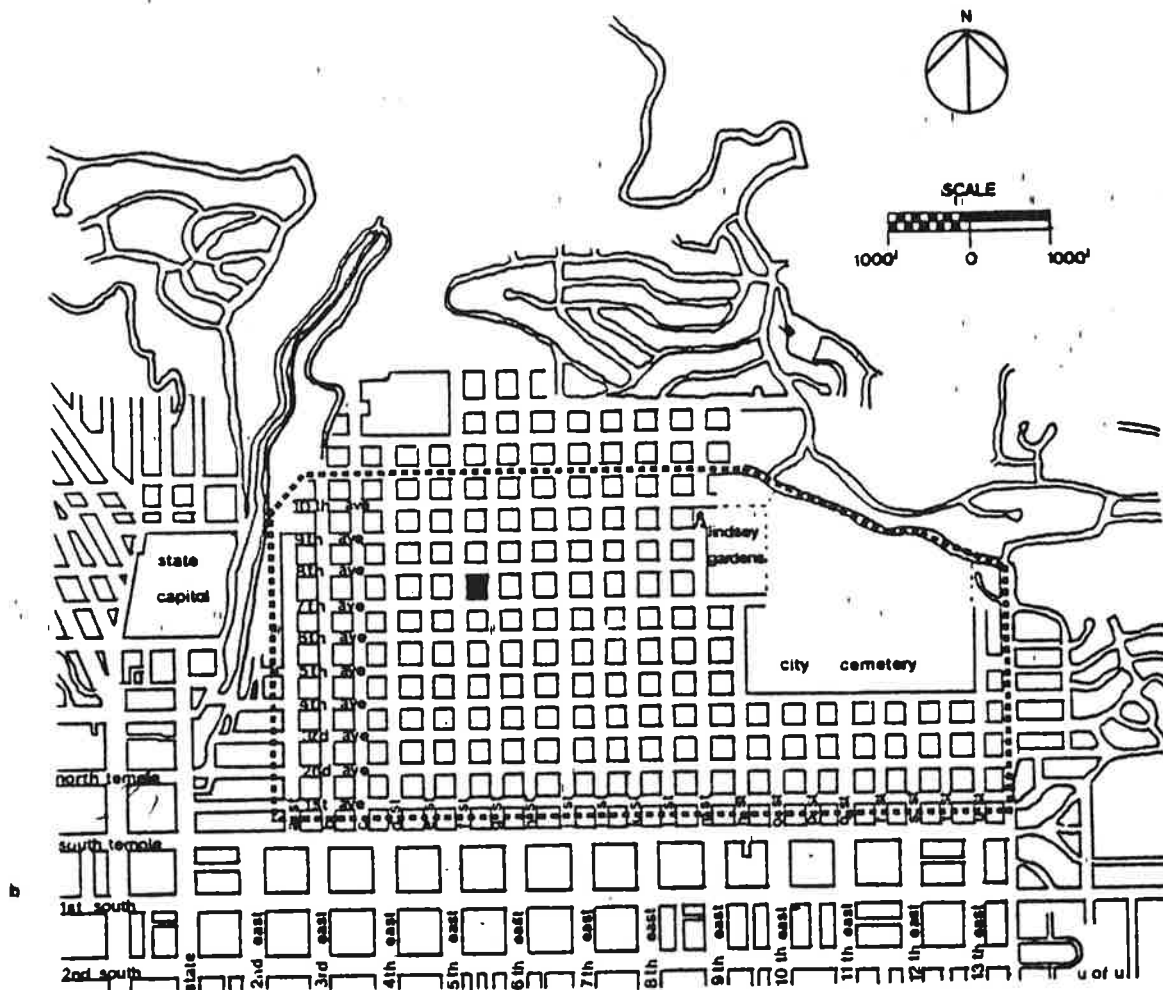 N
SCALE
1000'
0
1000'
10th ave
9th ave
8th ave
7th ave
6th ave
5th ave
4th ave
3rd ave
2nd ave
1st ave
state
capitol
lindsey
gardens
city cemetery
north temple
south temple
b
1st south
2nd south
state
2nd east
3rd east
4th east
5th east
6th east
7th east
8th east
9th east
10th east
11th east
12th east
13th east
u of u